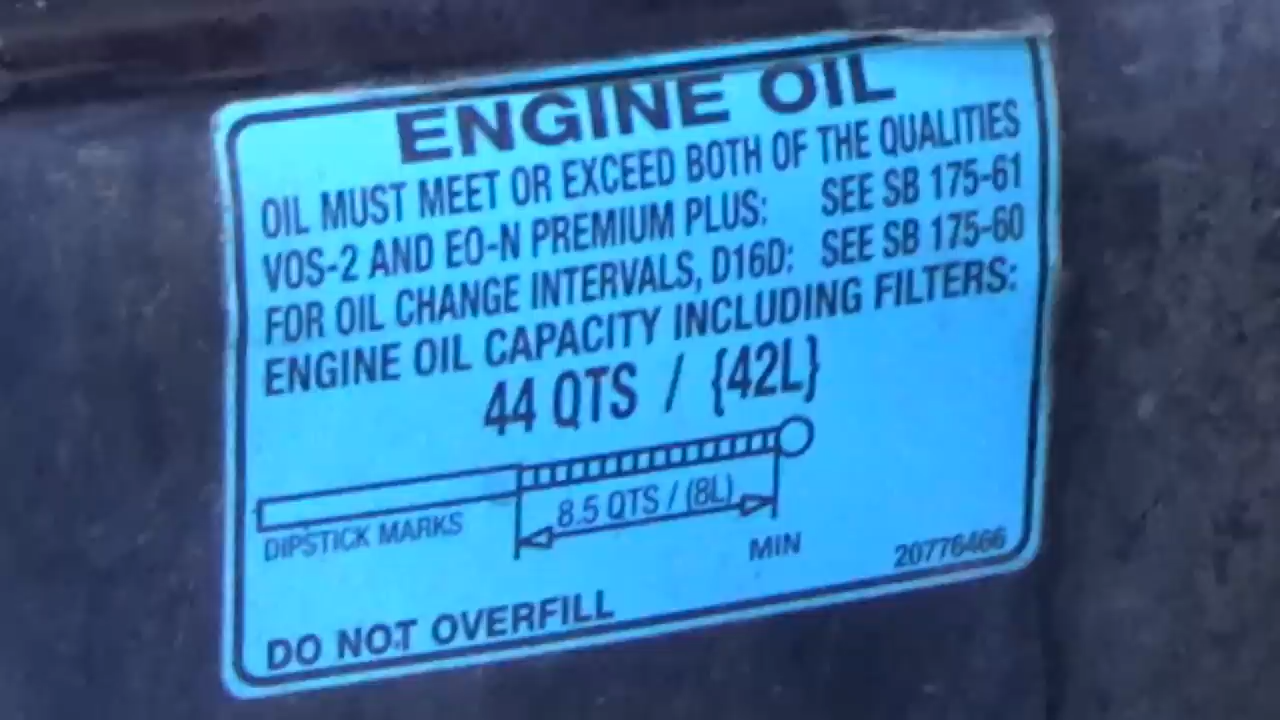 ENGINE OIL
OIL MUST MEET OR EXCEED BOTH OF THE QUALITIES
VOS-2 AND EO-N PREMIUM PLUS: SEE SB 175-61
FOR OIL CHANGE INTERVALS, D16D: SEE SB 175-60
ENGINE OIL CAPACITY INCLUDING FILTERS:
44 QTS / {42L}
8.5 QTS / (8L)
DIPSTICK MARKS
MIN
20776466
DO NOT OVERFILL